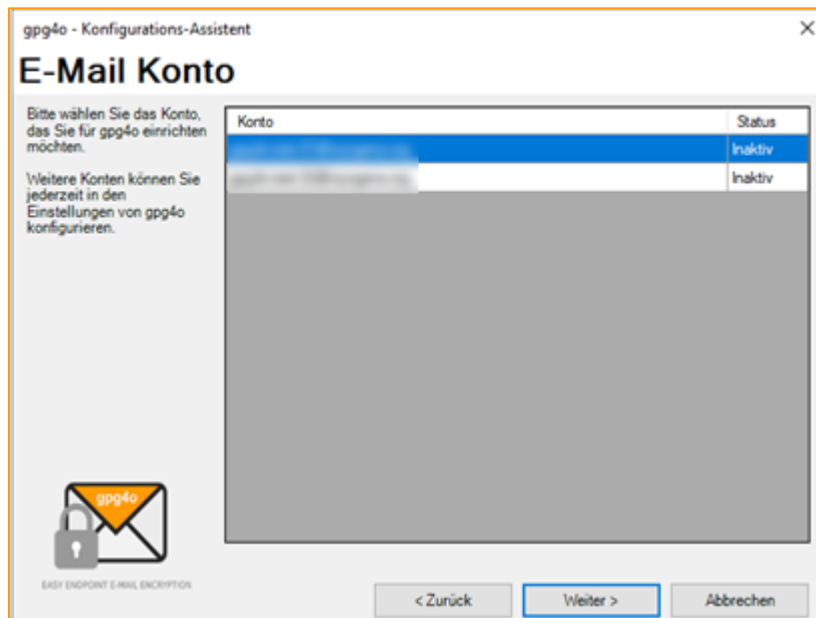 gpg4o - Konfigurations-Assistent
E-Mail Konto
Bitte wählen Sie das Konto,
das Sie für gpg4o einrichten
möchten.
Weitere Konten können Sie
jederzeit in den
Einstellungen von gpg4o
konfigurieren.
Konto Status
Inaktiv
Inaktiv
gpg4o
EASY ENDPOINT E-MAIL ENCRYPTION
< Zurück Weiter > Abbrechen